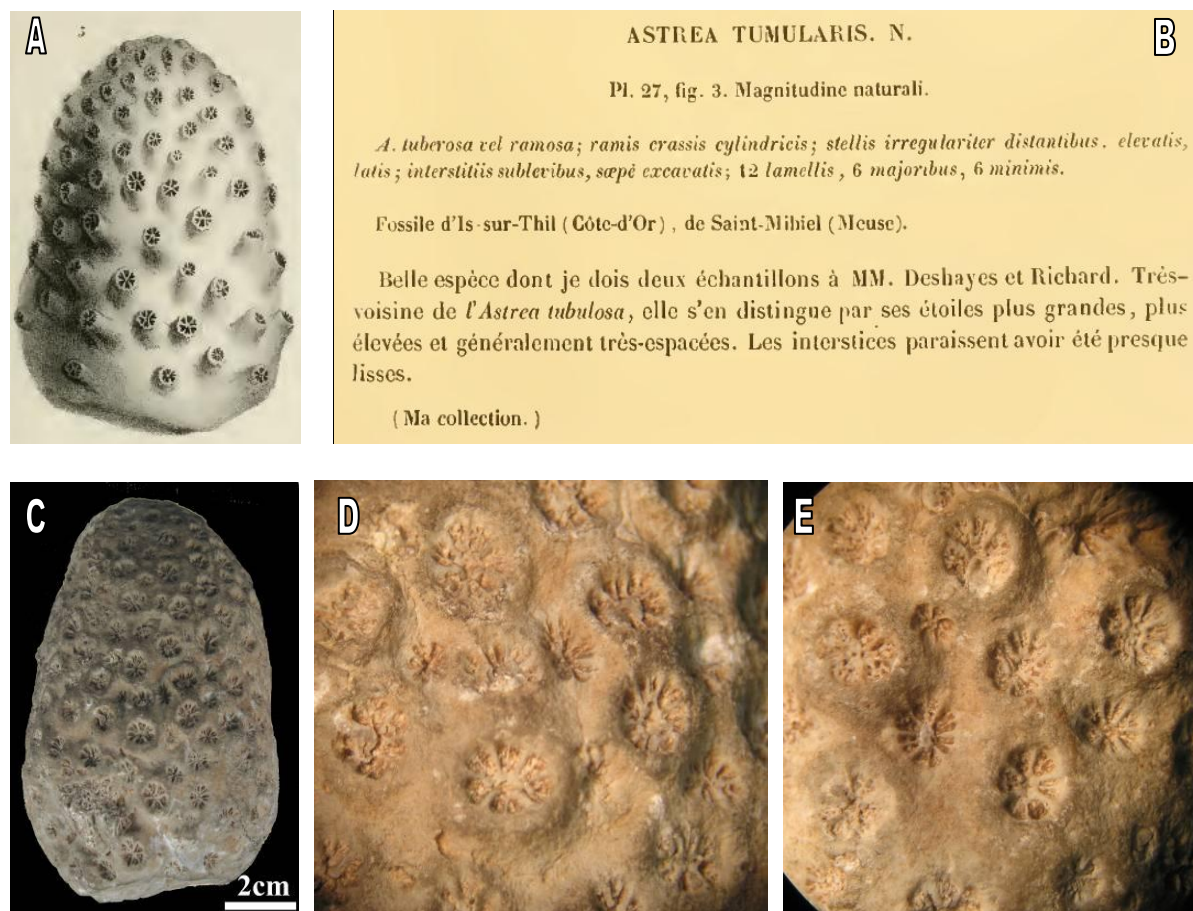 A
5
B
ASTREA TUMULARIS. N.
Pl. 27, fig. 3. Magnitudine naturali.
A. tuberosa vel ramosa; ramis crassis cylindricis; stellis irregulariter distantibus. elevatis,
latis; interstitiis sublevibus, sæpè excavatis; 12 lamellis, 6 majoribus, 6 minimis.
Fossile d'Is-sur-Thil (Côte-d'Or), de Saint-Mihiel (Meuse).
Belle espèce dont je dois deux échantillons à MM. Deshayes et Richard. Très-
voisine de l'Astrea tubulosa, elle s'en distingue par ses étoiles plus grandes, plus
élevées et généralement très-espacées. Les interstices paraissent avoir été presque
lisses.
(Ma collection.)
C
2cm
D
E